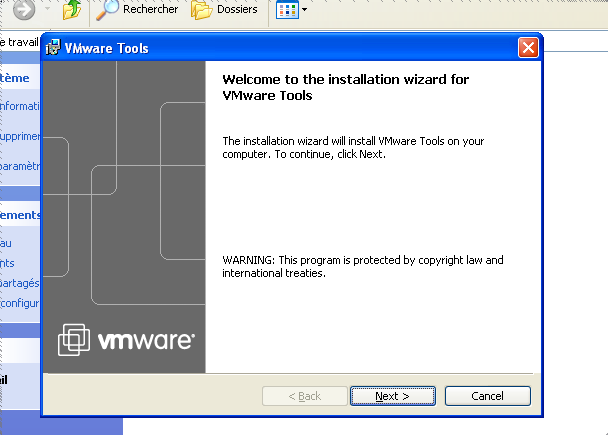 Rechercher
Dossiers
e travail
VMware Tools
tème
Informati
upprimer
paramètr
ements
au
nts
artagés
configur
il
Welcome to the installation wizard for
VMware Tools
The installation wizard will install VMware Tools on your
computer. To continue, click Next.
WARNING: This program is protected by copyright law and
international treaties.
vmware
< Back
Next >
Cancel